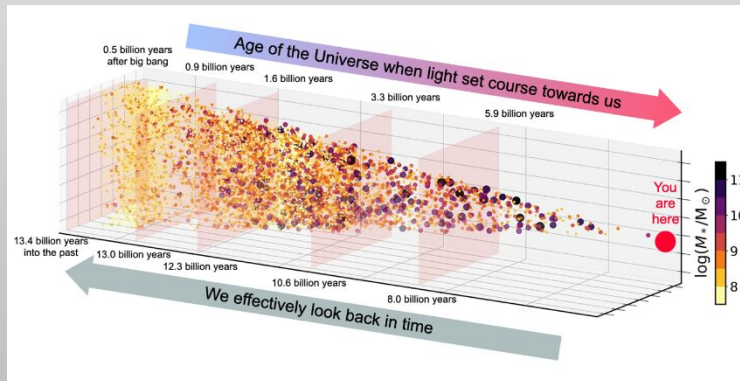 Age of the Universe when light set course towards us
0.5 billion years
after big bang
0.9 billion years
1.6 billion years
3.3 billion years
5.9 billion years
You
are
here
log(M*/M⊙)
11
10
9
8
13.4 billion years
into the past
13.0 billion years
12.3 billion years
10.6 billion years
8.0 billion years
We effectively look back in time